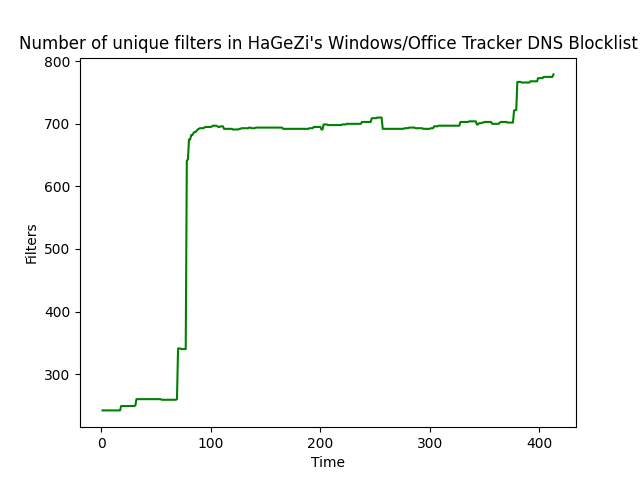 Number of unique filters in HaGeZi's Windows/Office Tracker DNS Blocklist
800
700
600
500
400
300
Filters
0 100 200 300 400
Time